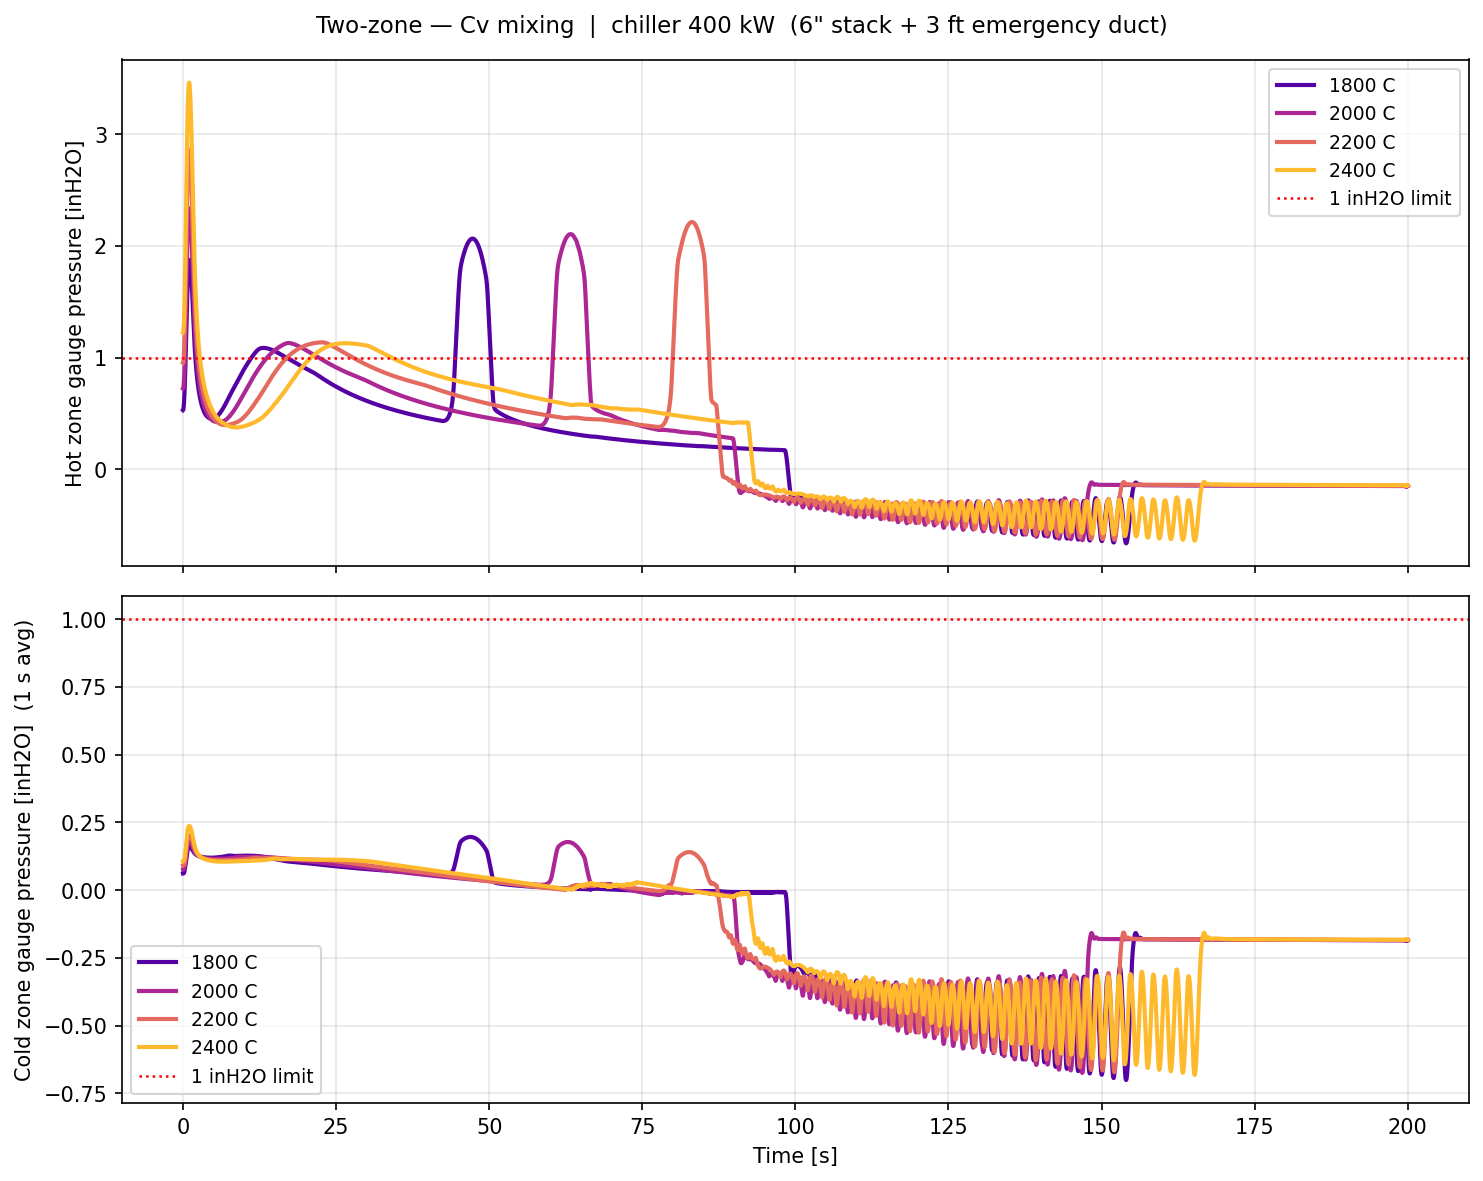 Two-zone — Cv mixing  |  chiller 400 kW  (6" stack + 3 ft emergency duct)
Hot zone gauge pressure [inH2O]
3
2
1
0
1800 C
2000 C
2200 C
2400 C
1 inH2O limit
Cold zone gauge pressure [inH2O]  (1 s avg)
1.00
0.75
0.50
0.25
0.00
−0.25
−0.50
−0.75
1800 C
2000 C
2200 C
2400 C
1 inH2O limit
0 25 50 75 100 125 150 175 200
Time [s]